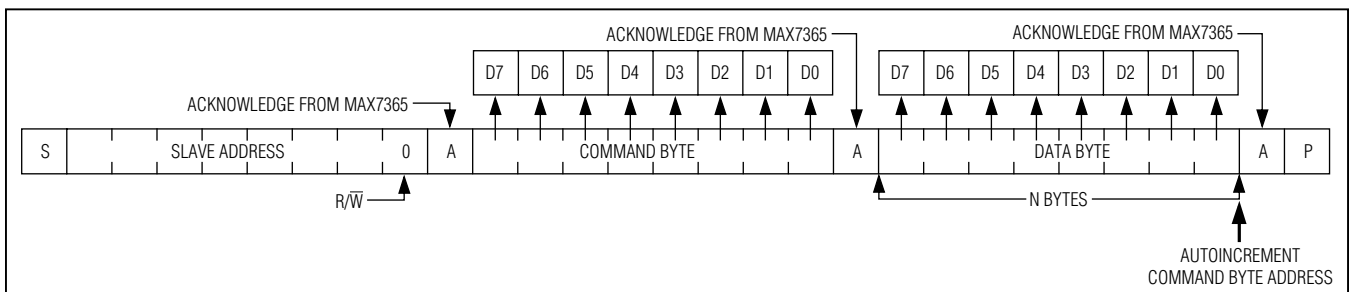 ACKNOWLEDGE FROM MAX7365
ACKNOWLEDGE FROM MAX7365
D7 D6 D5 D4 D3 D2 D1 D0
D7 D6 D5 D4 D3 D2 D1 D0
ACKNOWLEDGE FROM MAX7365
S SLAVE ADDRESS 0 A COMMAND BYTE A DATA BYTE A P
R/W̅
N BYTES
AUTOINCREMENT
COMMAND BYTE ADDRESS